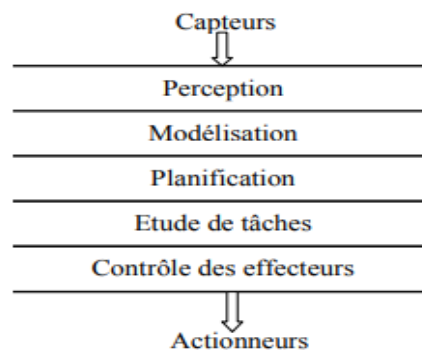 Capteurs
Perception
Modélisation
Planification
Etude de tâches
Contrôle des effecteurs
Actionneurs